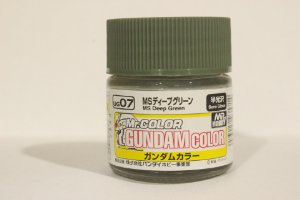 UG07
MSディープグリーン
MS Deep Green
半光沢
Semi Gloss
Mr.COLOR
GUNDAM COLOR
ガンダムカラー